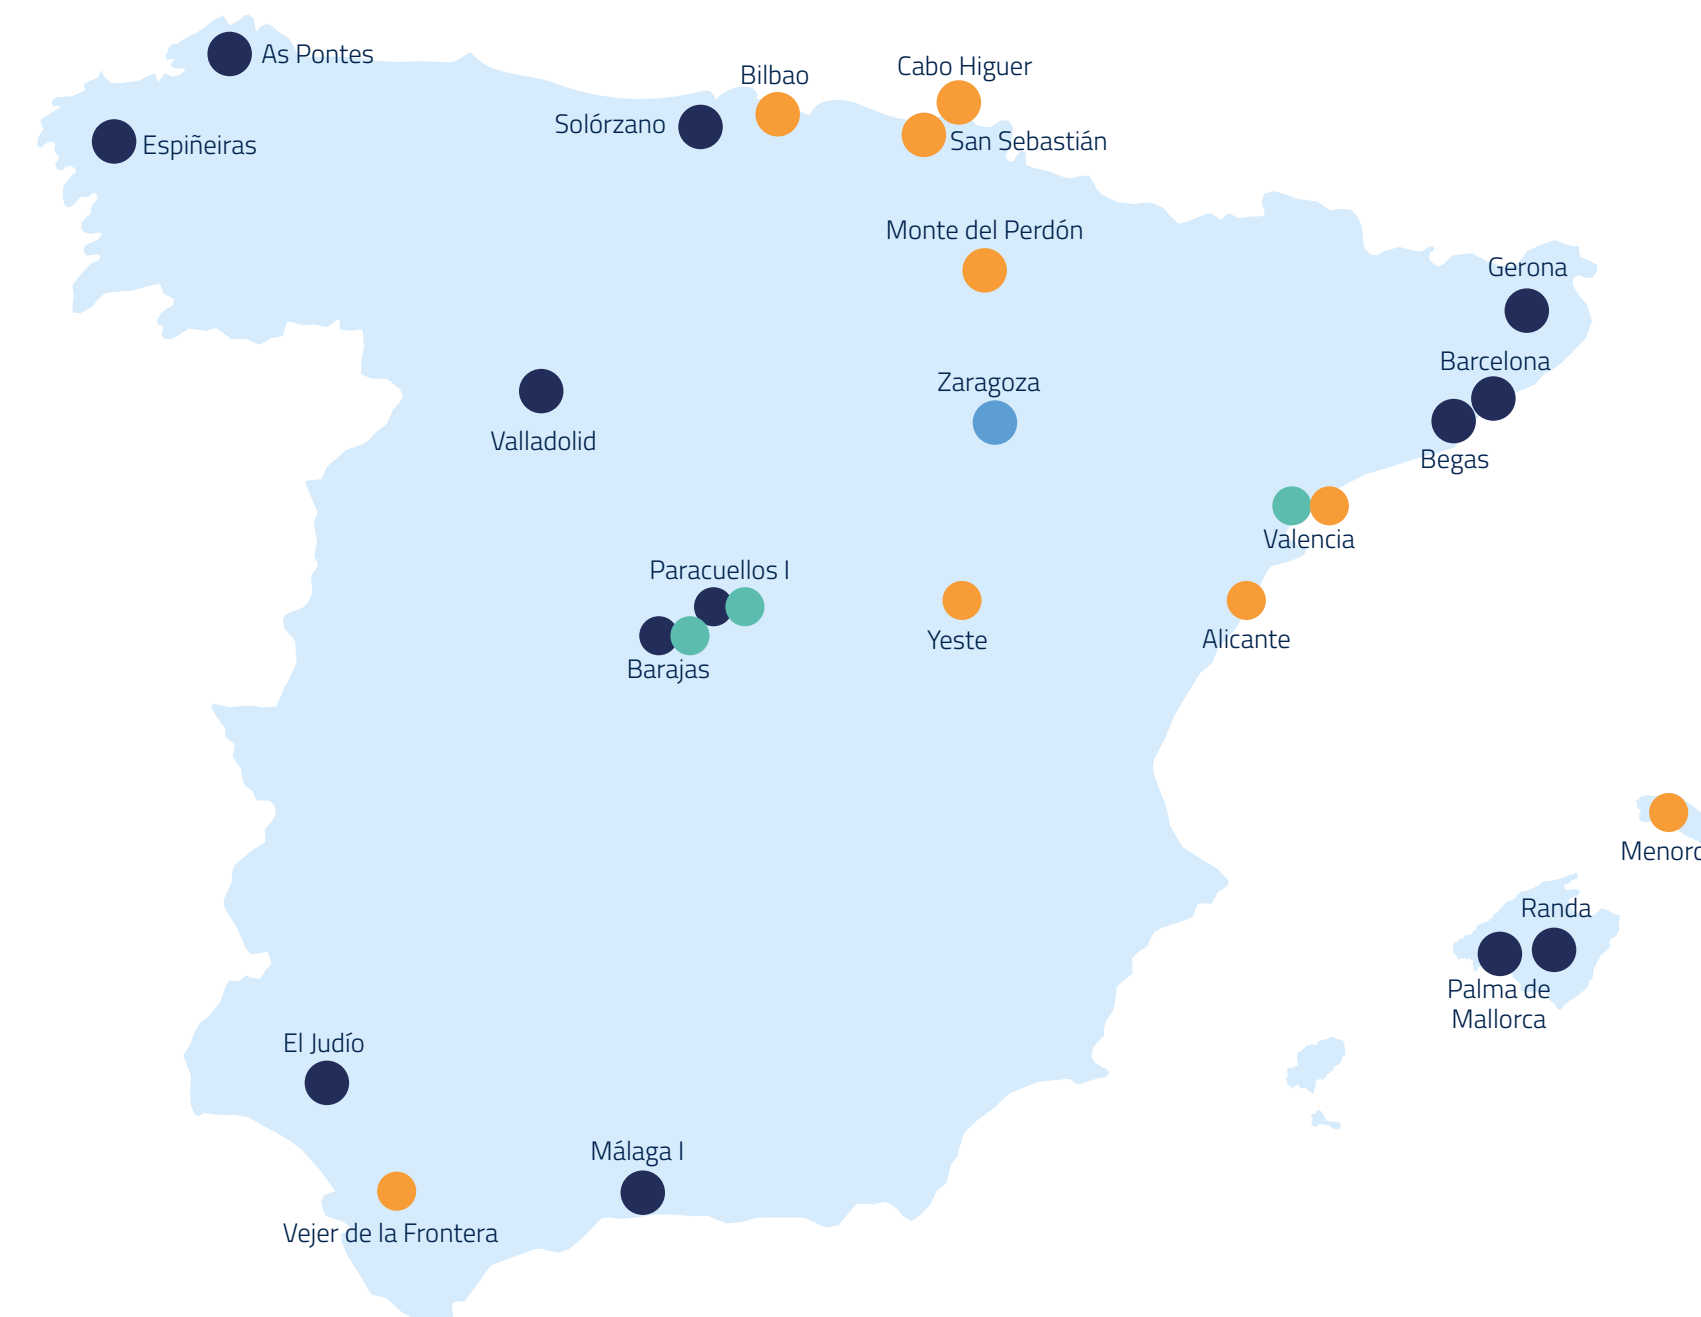 As Pontes
Bilbao
Cabo Higuer
Solórzano
San Sebastián
Espiñeiras
Monte del Perdón
Gerona
Barcelona
Zaragoza
Valladolid
Begas
Valencia
Paracuellos I
Yeste
Alicante
Barajas
Menorc
Randa
Palma de
Mallorca
El Judío
Málaga I
Vejer de la Frontera